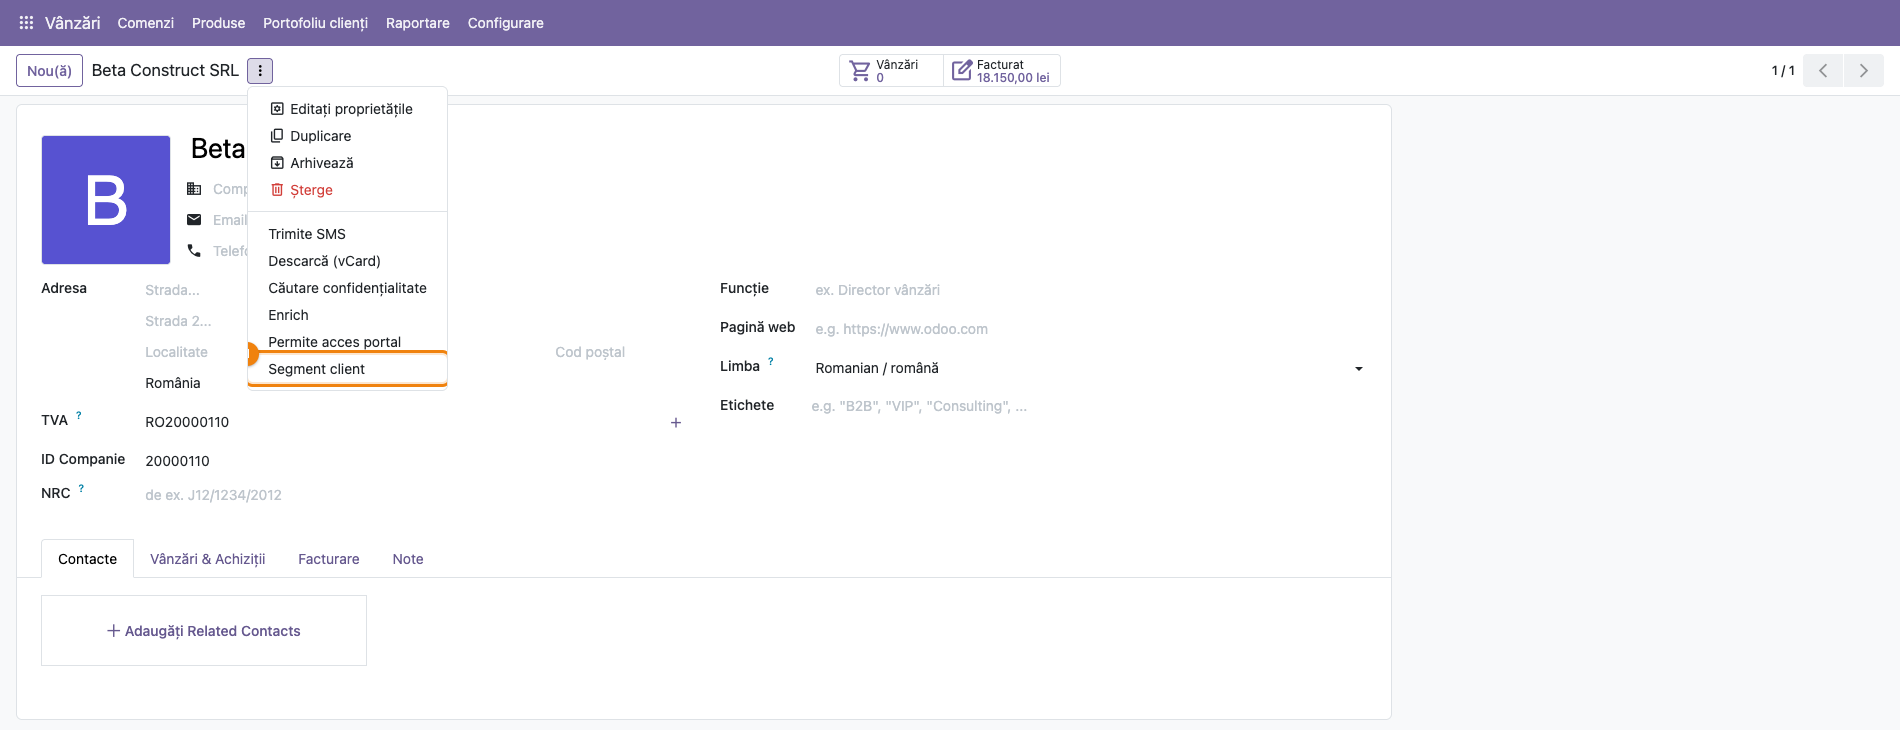 Vânzări Comenzi Produse Portofoliu clienți Raportare Configurare
Nou(ă) Beta Construct SRL Vânzări 0 Facturat 18.150,00 lei 1 / 1
Editați proprietățile
Duplicare
Arhivează
Șterge
Trimite SMS
Descarcă (vCard)
Căutare confidențialitate
Enrich
Permite acces portal
Segment client
B
Beta
Comp
Email
Telefo
Adresa Strada...
Strada 2...
Localitate Cod poștal
România
TVA ? RO20000110 +
ID Companie 20000110
NRC ? de ex. J12/1234/2012
Funcție ex. Director vânzări
Pagină web e.g. https://www.odoo.com
Limba ? Romanian / română
Etichete e.g. "B2B", "VIP", "Consulting", ...
Contacte Vânzări & Achiziții Facturare Note
+ Adaugăți Related Contacts